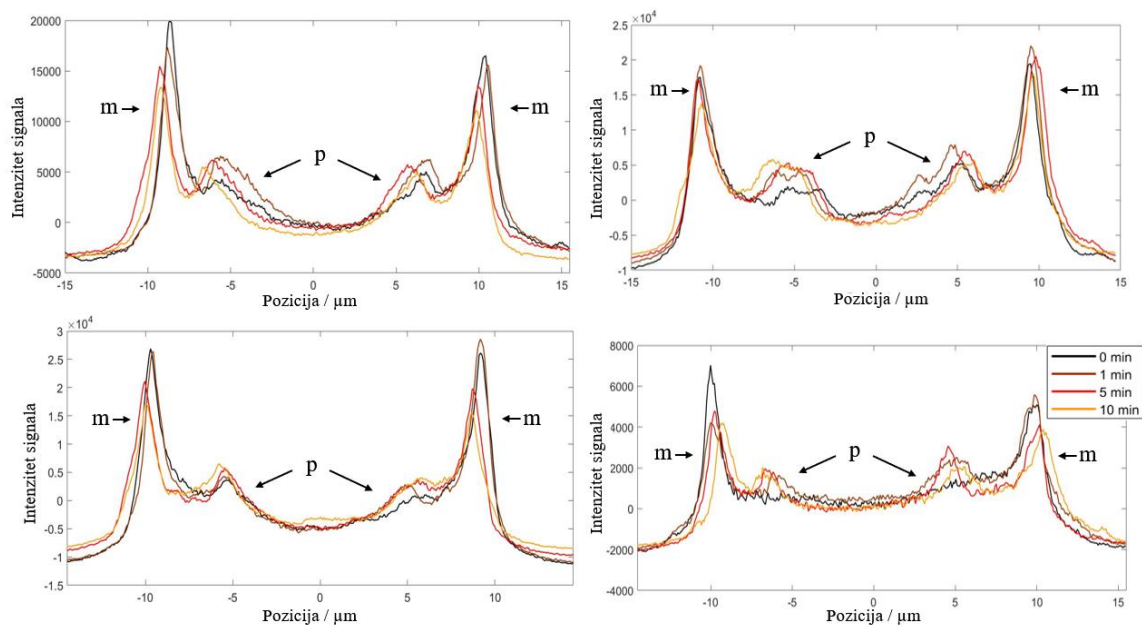 20000
15000
10000
5000
0
-5000
Intenzitet signala
m
m
p
-15
-10
-5
0
5
10
15
Pozicija / µm
×10⁴
2.5
2
1.5
1
0.5
0
-0.5
-1
Intenzitet signala
m
m
p
-15
-10
-5
0
5
10
15
Pozicija / µm
×10⁴
3
2.5
2
1.5
1
0.5
0
-0.5
-1
-1.5
Intenzitet signala
m
m
p
-10
-5
0
5
10
Pozicija / µm
8000
6000
4000
2000
0
-2000
-4000
Intenzitet signala
0 min
1 min
5 min
10 min
m
m
p
-10
-5
0
5
10
15
Pozicija / µm